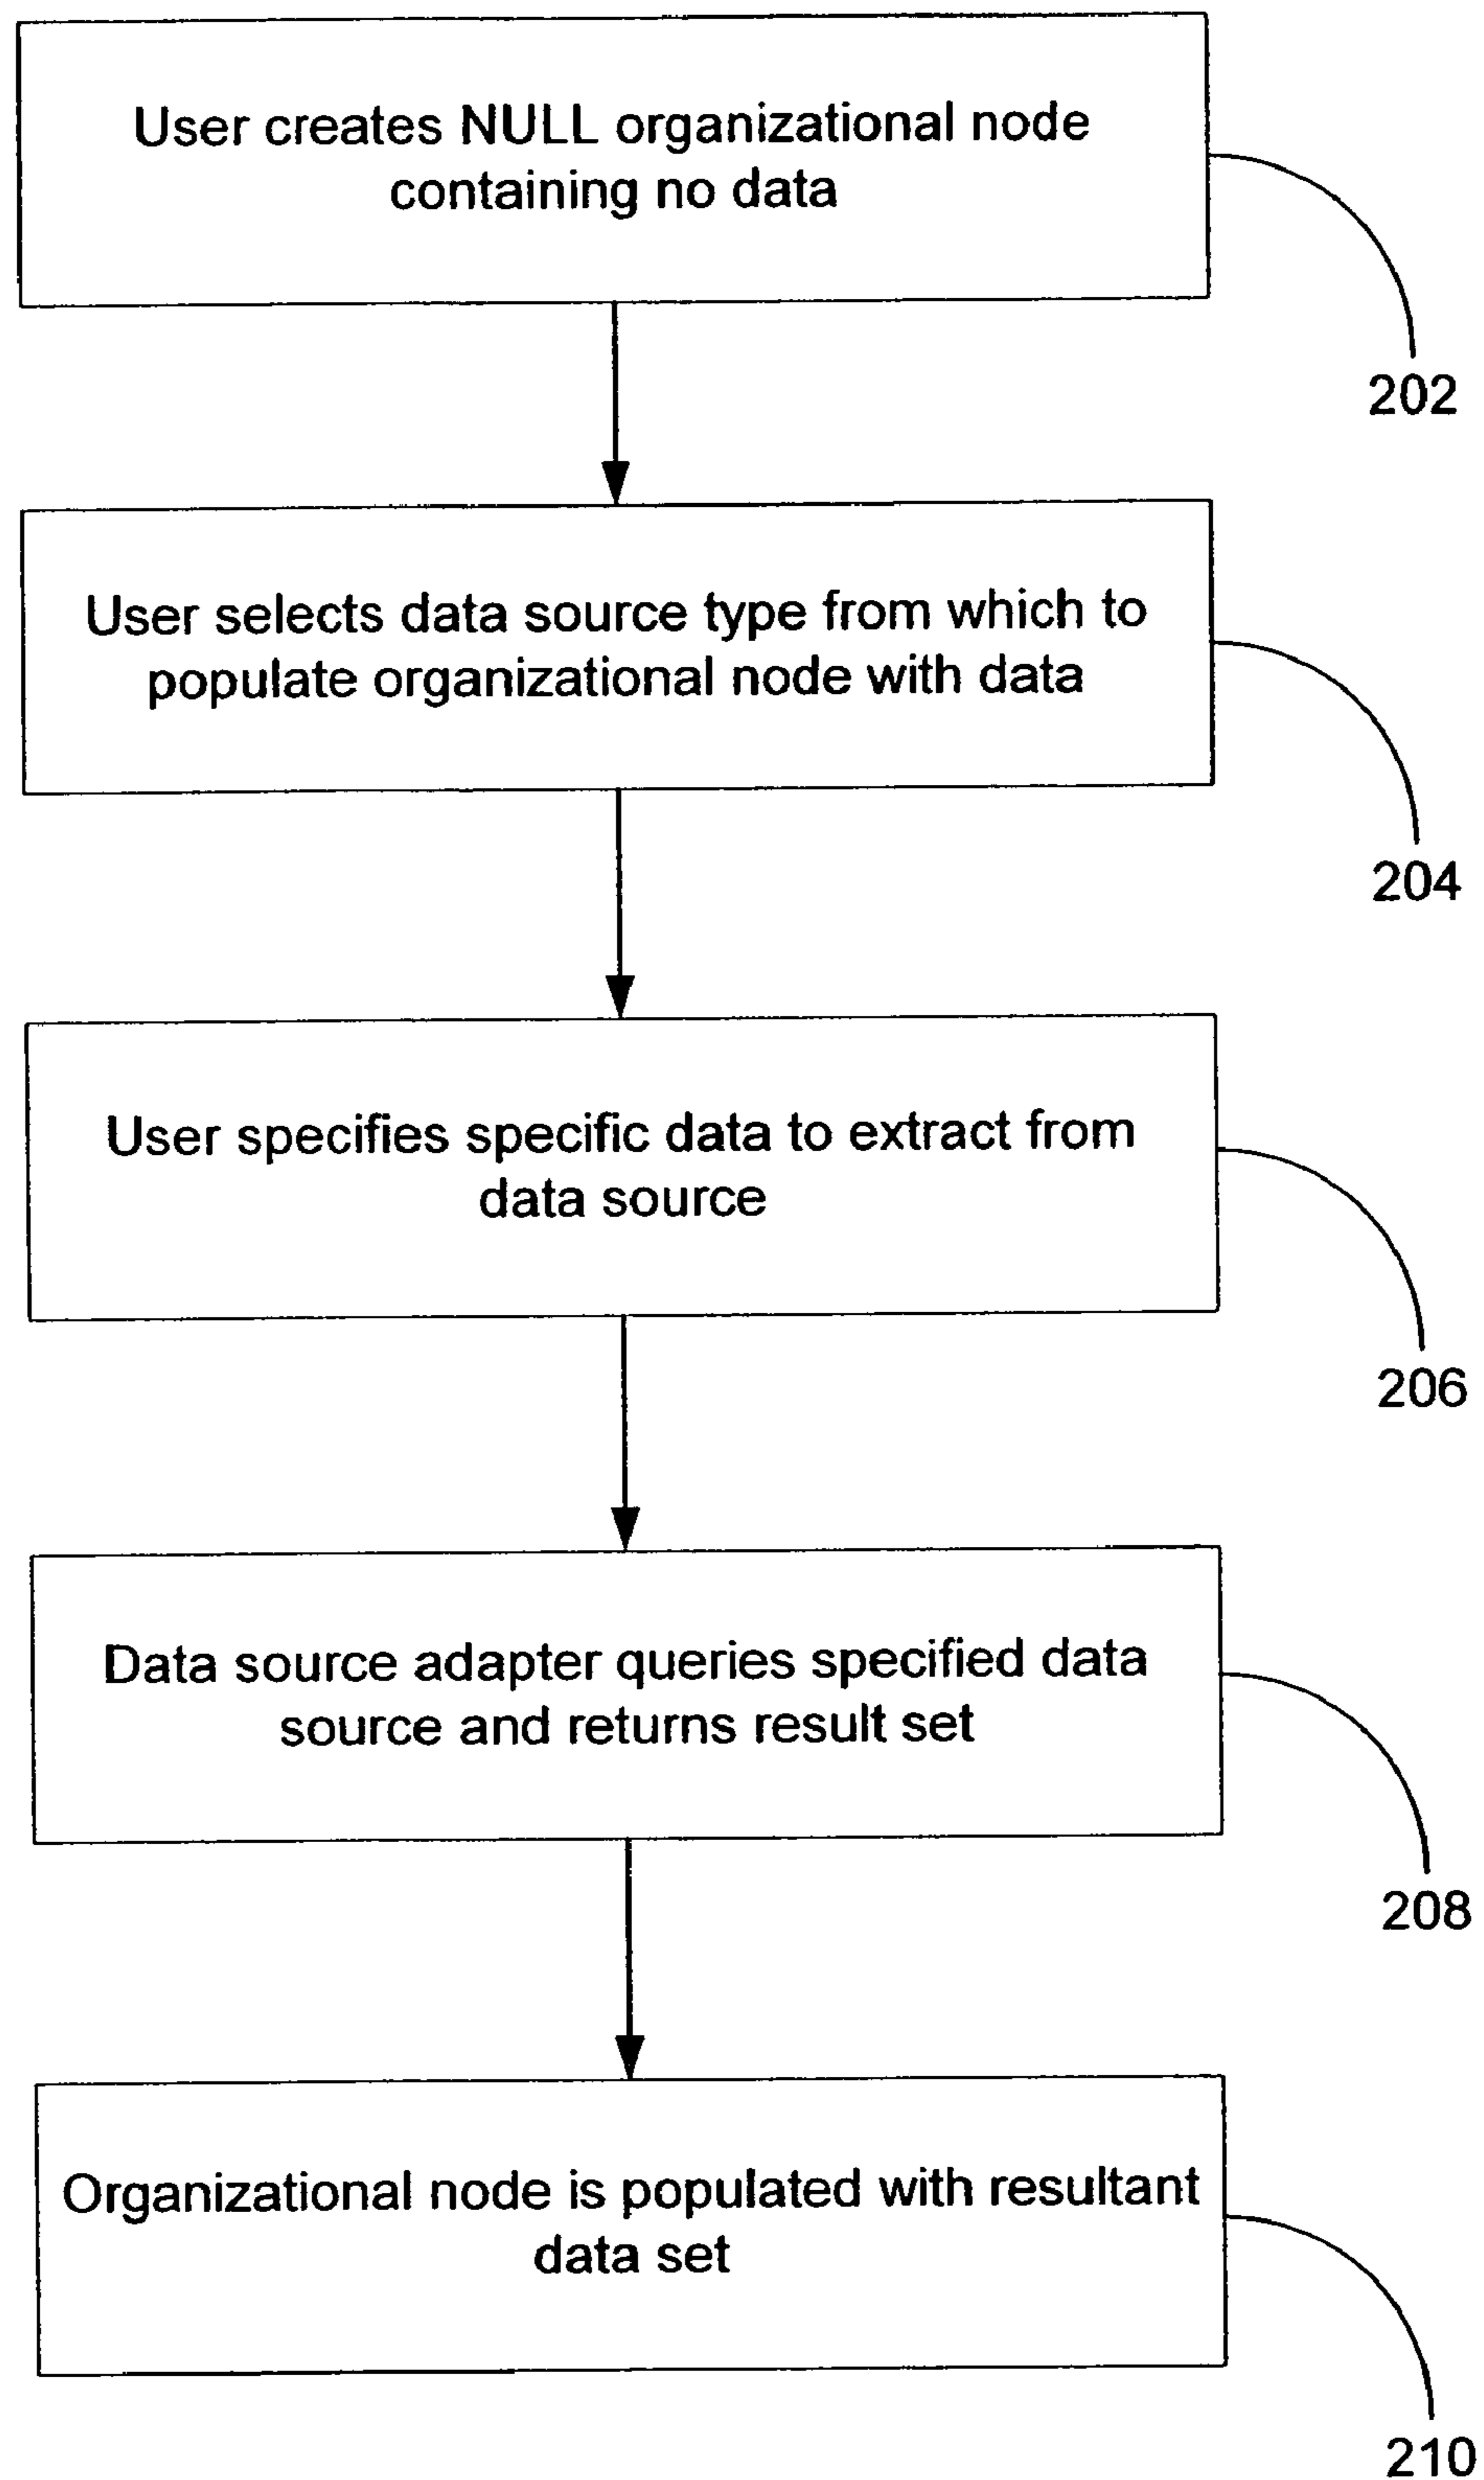 User creates NULL organizational node
containing no data
202
User selects data source type from which to
populate organizational node with data
204
User specifies specific data to extract from
data source
206
Data source adapter queries specified data
source and returns result set
208
Organizational node is populated with resultant
data set
210